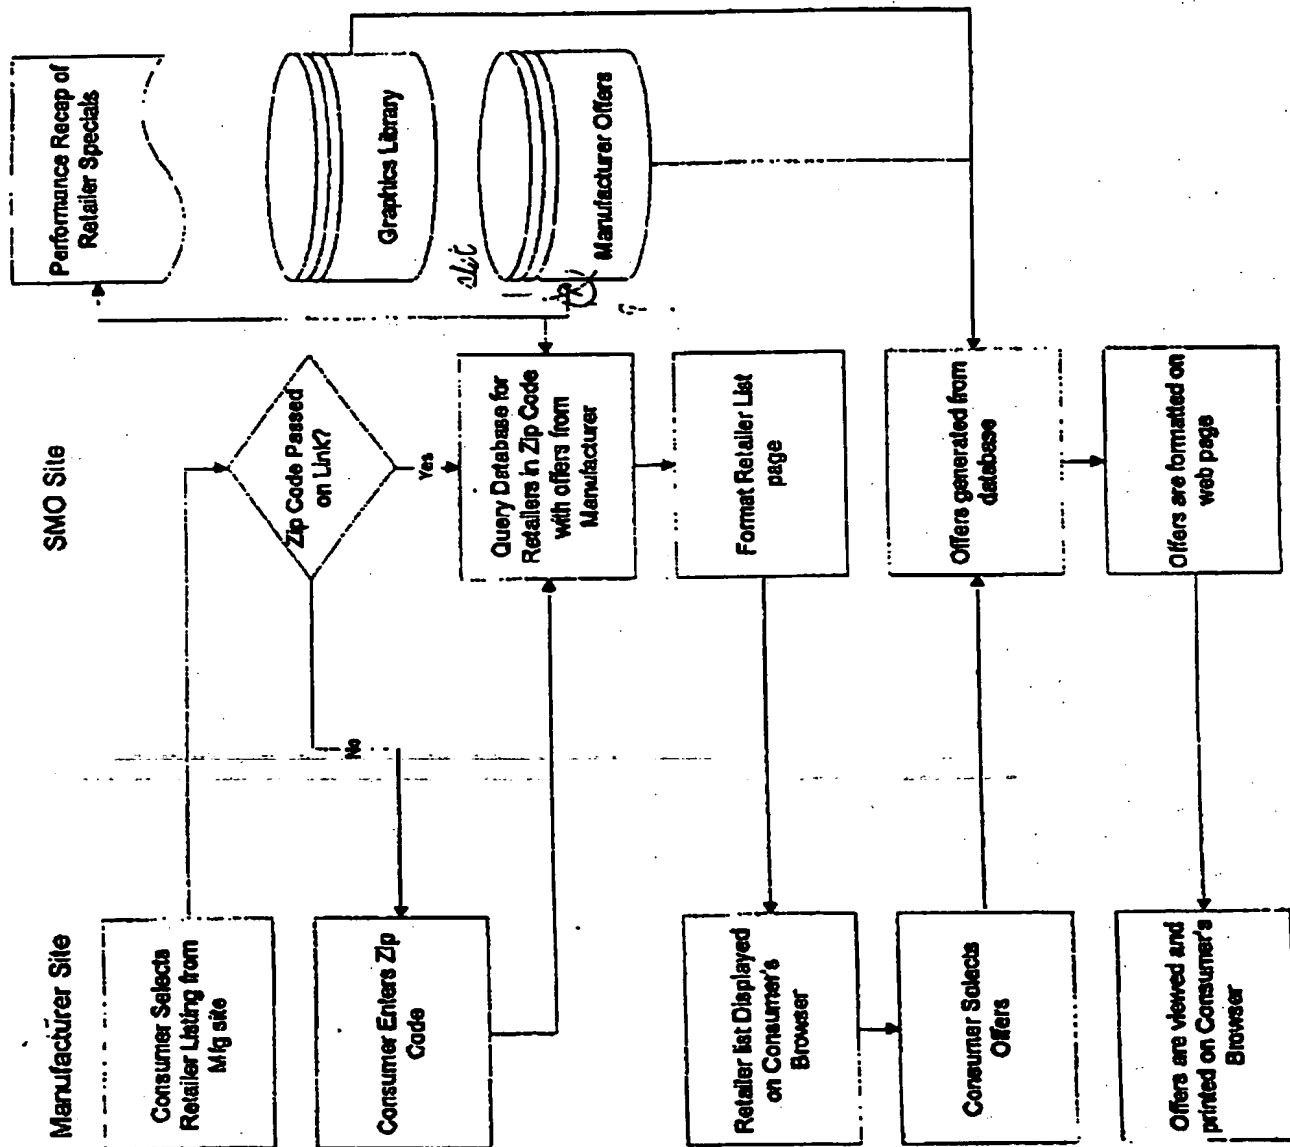 Manufacturer Site
SMO Site
Consumer Selects
Retailer Listing from
Mfg site
Zip Code Passed
on Link?
Yes
No
Consumer Enters Zip
Code
Query Database for
Retailers in Zip Code
with offers from
Manufacturer
Performance Recap of
Retailer Specials
Graphics Library
Manufacturer Offers
Format Retailer List
page
Retailer list Displayed
on Consumer's
Browser
Consumer Selects
Offers
Offers generated from
database
Offers are formatted on
web page
Offers are viewed and
printed on Consumer's
Browser